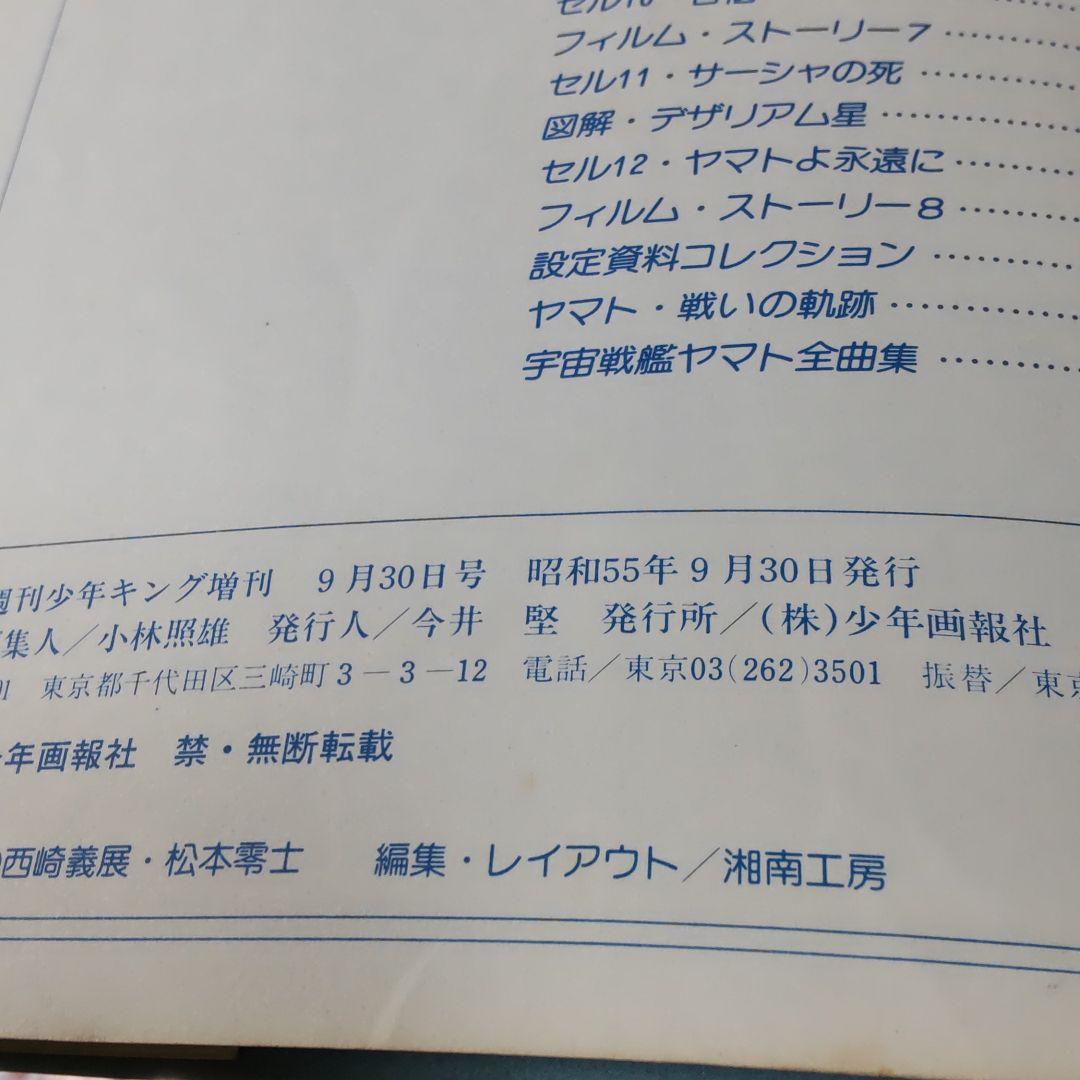 フィルム・ストーリー7 …………
セル11・サーシャの死 …………
図解・デザリアム星 …………
セル12・ヤマトよ永遠に …………
フィルム・ストーリー8 …………
設定資料コレクション …………
ヤマト・戦いの軌跡 …………
宇宙戦艦ヤマト全曲集 …………
週刊少年キング増刊　9月30日号　昭和55年9月30日発行
集人／小林照雄　発行人／今井　堅　発行所／(株)少年画報社
01　東京都千代田区三崎町3－3－12　電話／東京03(262)3501　振替／東京
年画報社　禁・無断転載
西崎義展・松本零士　編集・レイアウト／湘南工房